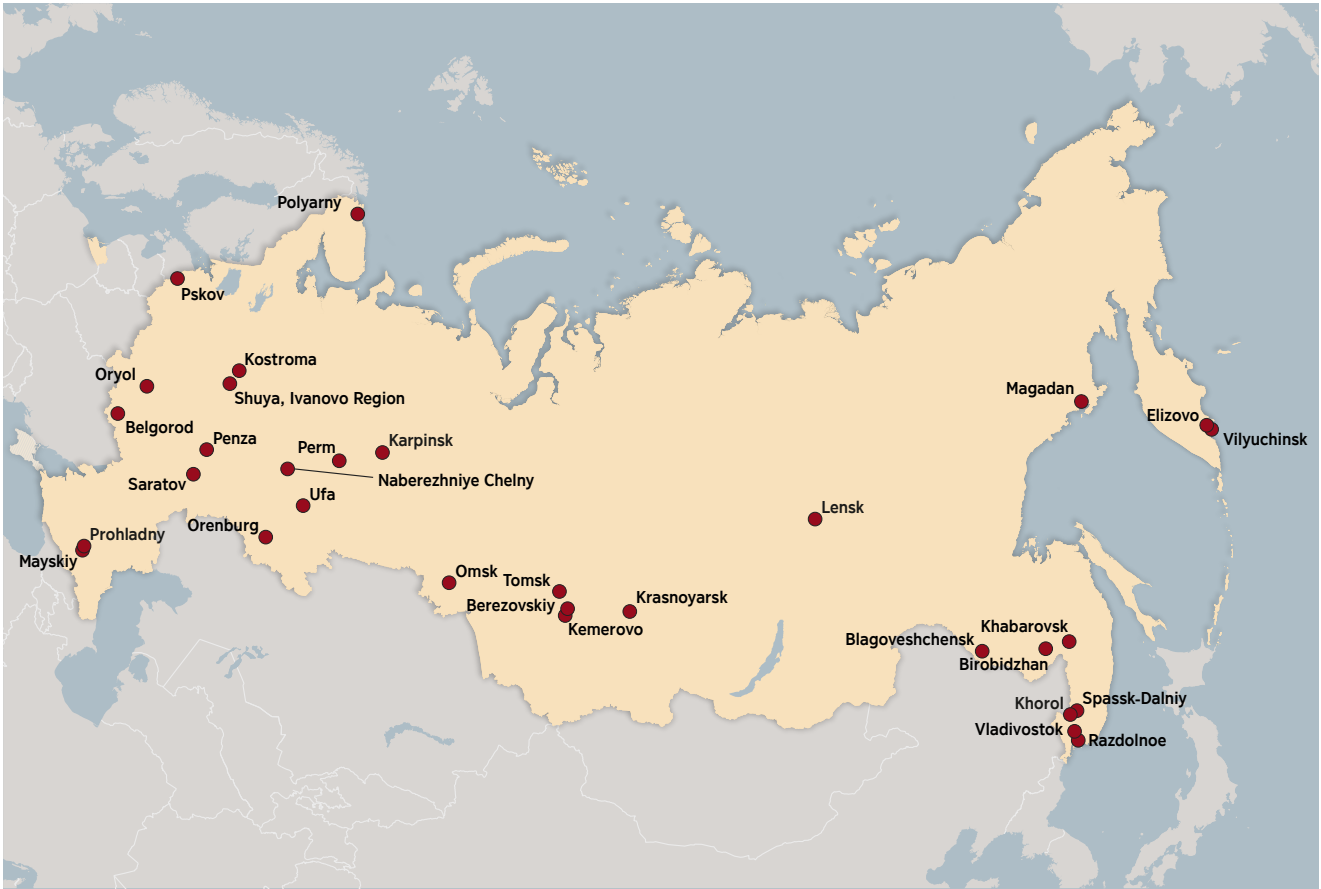 Polyarny
Pskov
Kostroma
Oryol
Shuya, Ivanovo Region
Magadan
Elizovo
Belgorod
Vilyuchinsk
Penza
Perm
Karpinsk
Saratov
Naberezhniye Chelny
Ufa
Lensk
Orenburg
Prohladny
Mayskiy
Omsk
Tomsk
Krasnoyarsk
Berezovskiy
Kemerovo
Khabarovsk
Blagoveshchensk
Birobidzhan
Spassk-Dalniy
Khorol
Vladivostok
Razdolnoe